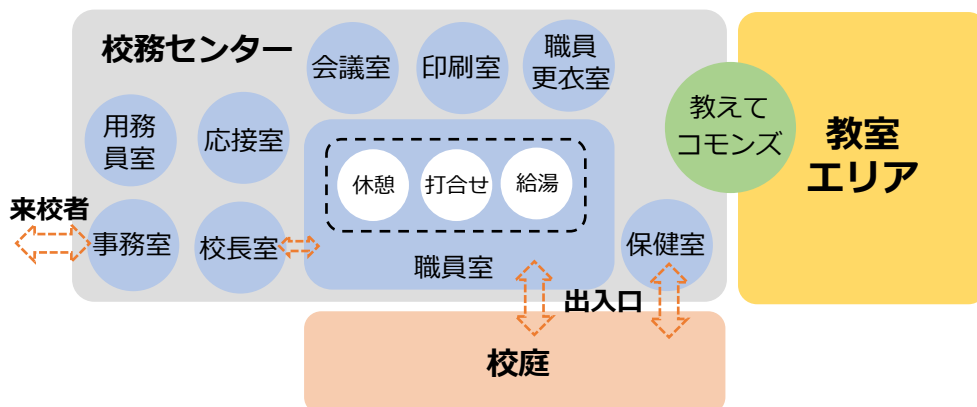 校務センター
会議室
印刷室
職員
更衣室
教えて
コモンズ
教室
エリア
用務
員室
応接室
休憩
打合せ
給湯
来校者
事務室
校長室
職員室
保健室
出入口
校庭